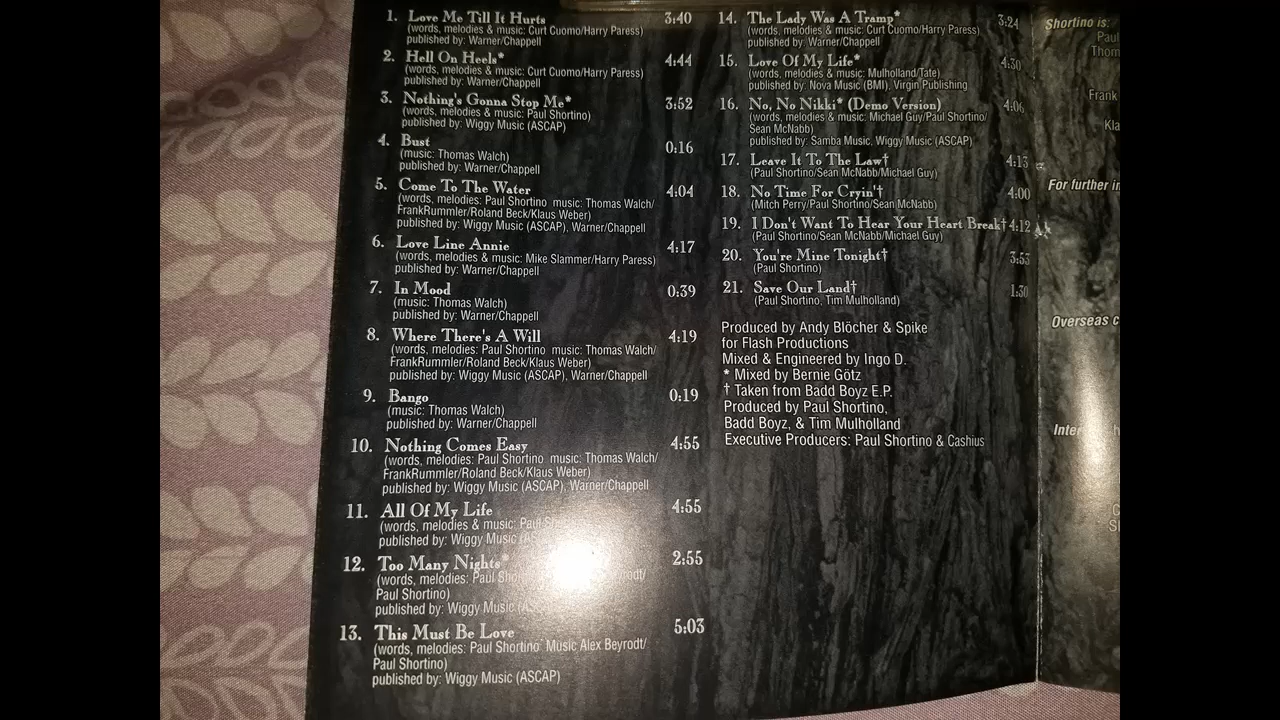 1. Love Me Till It Hurts 3:40
(words, melodies & music: Curt Cuomo/Harry Paress)
published by: Warner/Chappell
2. Hell On Heels* 4:44
(words, melodies & music: Curt Cuomo/Harry Paress)
published by: Warner/Chappell
3. Nothing's Gonna Stop Me* 3:52
(words, melodies & music: Paul Shortino)
published by: Wiggy Music (ASCAP)
4. Bust 0:16
(music: Thomas Walch)
published by: Warner/Chappell
5. Come To The Water 4:04
(words, melodies: Paul Shortino music: Thomas Walch/
FrankRummler/Roland Beck/Klaus Weber)
published by: Wiggy Music (ASCAP), Warner/Chappell
6. Love Line Annie 4:17
(words, melodies & music: Mike Slammer/Harry Paress)
published by: Warner/Chappell
7. In Mood 0:39
(music: Thomas Walch)
published by: Warner/Chappell
8. Where There's A Will 4:19
(words, melodies: Paul Shortino music: Thomas Walch/
FrankRummler/Roland Beck/Klaus Weber)
published by: Wiggy Music (ASCAP), Warner/Chappell
9. Bango 0:19
(music: Thomas Walch)
published by: Warner/Chappell
10. Nothing Comes Easy 4:55
(words, melodies: Paul Shortino music: Thomas Walch/
FrankRummler/Roland Beck/Klaus Weber)
published by: Wiggy Music (ASCAP), Warner/Chappell
11. All Of My Life 4:55
(words, melodies & music: Paul
published by: Wiggy Music
12. Too Many Nights* 2:55
(words, melodies: Paul
Paul Shortino)
published by: Wiggy Music
13. This Must Be Love 5:03
(words, melodies: Paul Shortino Music Alex Beyrodt/
Paul Shortino)
published by: Wiggy Music (ASCAP)
14. The Lady Was A Tramp* 3:24
(words, melodies & music: Curt Cuomo/Harry Paress)
published by: Warner/Chappell
15. Love Of My Life* 4:30
(words, melodies & music: Mulholland/Tate)
published by: Nova Music (BMI), Virgin Publishing
16. No, No Nikki* (Demo Version) 4:06
(words, melodies & music: Michael Guy/Paul Shortino/
Sean McNabb)
published by: Samba Music, Wiggy Music (ASCAP)
17. Leave It To The Law† 4:13
(Paul Shortino/Sean McNabb/Michael Guy)
18. No Time For Cryin'† 4:00
(Mitch Perry/Paul Shortino/Sean McNabb)
19. I Don't Want To Hear Your Heart Break† 4:12
(Paul Shortino/Sean McNabb/Michael Guy)
20. You're Mine Tonight† 3:53
(Paul Shortino)
21. Save Our Land† 1:30
(Paul Shortino, Tim Mulholland)
Produced by Andy Blöcher & Spike
for Flash Productions
Mixed & Engineered by Ingo D.
* Mixed by Bernie Götz
† Taken from Badd Boyz E.P.
Produced by Paul Shortino,
Badd Boyz, & Tim Mulholland
Executive Producers: Paul Shortino & Cashius
Shortino is:
Paul
Thom
Frank
Kla
For further in
Overseas c